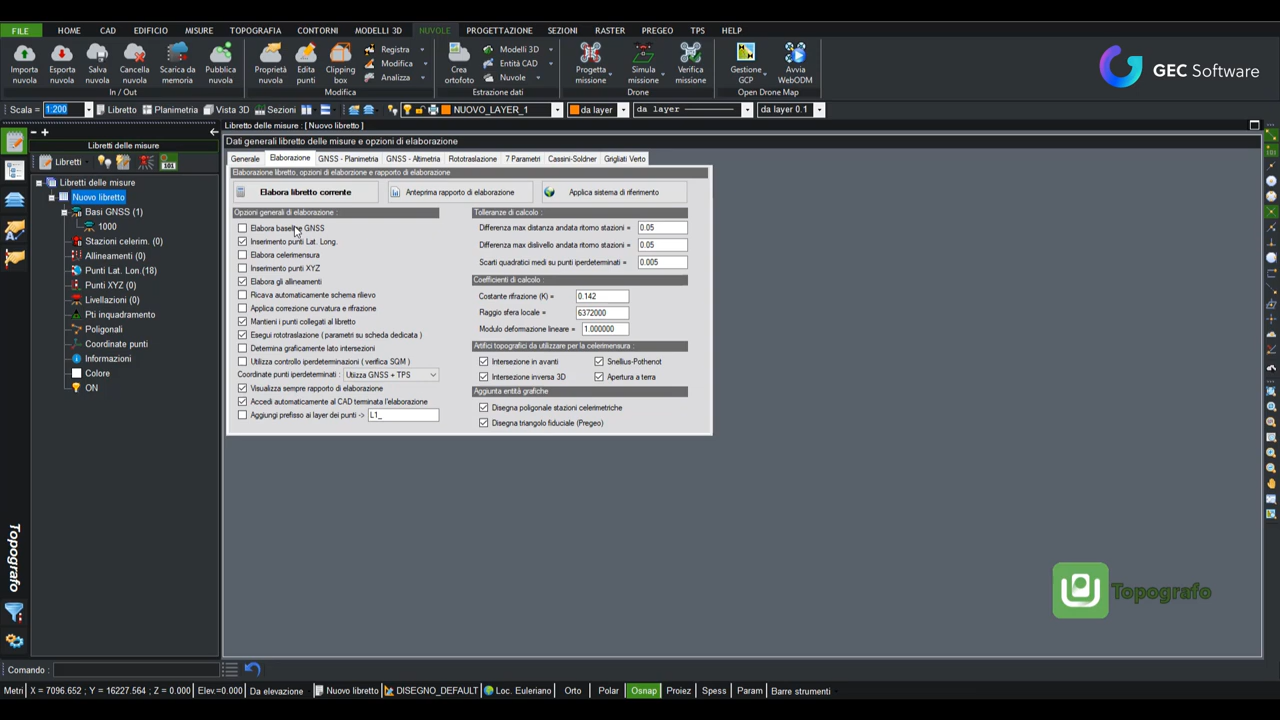 FILE HOME CAD EDIFICIO MISURE TOPOGRAFIA CONTORNI MODELLI 3D NUVOLE PROGETTAZIONE SEZIONI RASTER PREGEO TPS HELP
Importa nuvola
Esporta nuvola
Salva nuvola
Cancella nuvola
Scarica da memoria
Pubblica nuvola
In / Out
Proprietà nuvola
Edita punti
Clipping box
Registra
Modifica
Analizza
Modifica
Crea ortofoto
Modelli 3D
Entità CAD
Nuvole
Estrazione dati
Progetta missione
Simula missione
Verifica missione
Drone
Gestione GCP
Avvia WebODM
Open Drone Map
GEC Software
Scala = 1:200 Libretto Planimetria Vista 3D Sezioni NUOVO_LAYER_1 da layer da layer da layer 0.1
Libretti delle misure
Libretti
101
Libretti delle misure
Nuovo libretto
Basi GNSS (1)
1000
Stazioni celerim. (0)
Allineamenti (0)
Punti Lat. Lon.(18)
Punti XYZ (0)
Livellazioni (0)
Pti inquadramento
Poligonali
Coordinate punti
Informazioni
Colore
ON
Topografo
Libretto delle misure : [ Nuovo libretto ]
Dati generali libretto delle misure e opzioni di elaborazione
Generale Elaborazione GNSS - Planimetria GNSS - Altimetria Rototraslazione 7 Parametri Cassini-Soldner Grigliati Verto
Elaborazione libretto, opzioni di elaborzione e rapporto di elaborazione
Elabora libretto corrente Anteprima rapporto di elaborazione Applica sistema di riferimento
Opzioni generali di elaborazione :
Elabora baseline GNSS
Inserimento punti Lat. Long.
Elabora celerimensura
Inserimento punti XYZ
Elabora gli allineamenti
Ricava automaticamente schema rilievo
Applica correzione curvatura e rifrazione
Mantieni i punti collegati al libretto
Esegui rototraslazione ( parametri su scheda dedicata )
Determina graficamente lato intersezioni
Utilizza controllo iperdeterminazioni ( verifica SQM )
Coordinate punti iperdeterminati : Utiizza GNSS + TPS
Visualizza sempre rapporto di elaborazione
Accedi automaticamente al CAD terminata l'elaborazione
Aggiungi prefisso ai layer dei punti -> L1_
Tolleranze di calcolo :
Differenza max distanza andata ritorno stazioni = 0.05
Differenza max dislivello andata ritorno stazioni = 0.05
Scarti quadratici medi su punti iperdeterminati = 0.005
Coefficienti di calcolo :
Costante rifrazione (K) = 0.142
Raggio sfera locale = 6372000
Modulo deformazione lineare = 1.000000
Artifici topografici da utilizzare per la celerimensura :
Intersezione in avanti Snellius-Pothenot
Intersezione inversa 3D Apertura a terra
Aggiunta entità grafiche
Disegna poligonale stazioni celerimetriche
Disegna triangolo fiduciale (Pregeo)
Topografo
Comando :
Metri X = 7096.652 ; Y = 16227.564 ; Z = 0.000 Elev.=0.000 Da elevazione Nuovo libretto DISEGNO_DEFAULT Loc. Euleriano Orto Polar Osnap Proiez Spess Param Barre strumenti